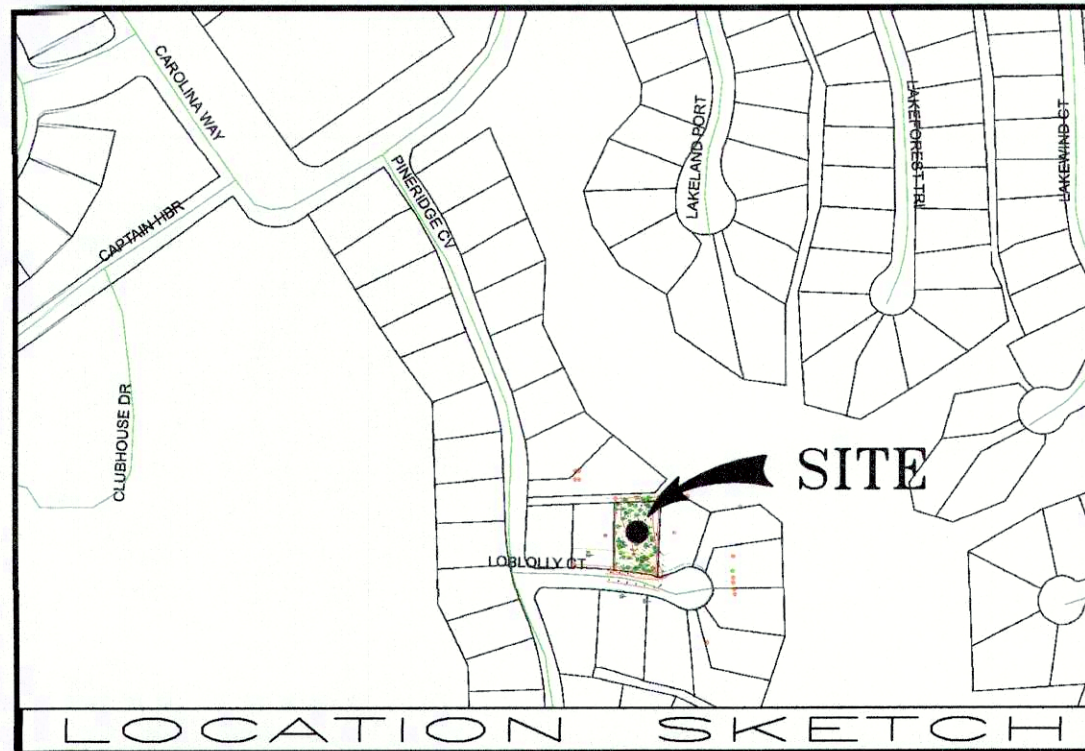 CAROLINA WAY
LAKELAND PORT
LAKEFOREST TRL
LAKEWIND CT
PINERIDGE CV
CAPTAIN HBR
CLUBHOUSE DR
SITE
LOBLOLLY CT
LOCATION SKETCH